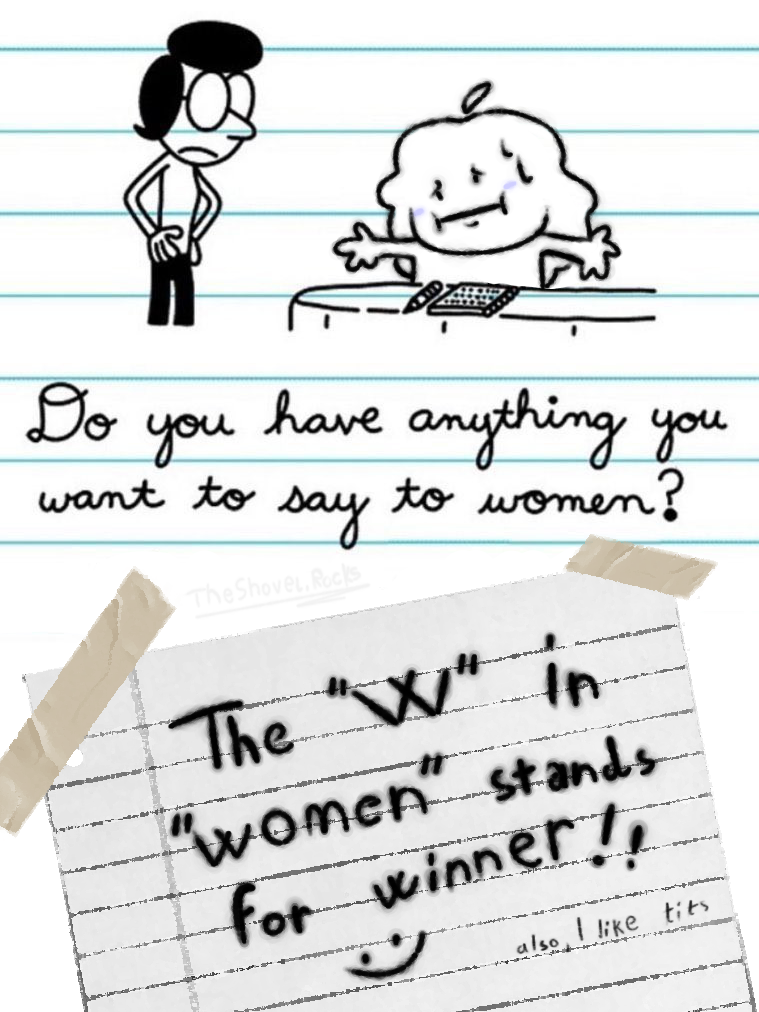 Do you have anything you
want to say to women?
TheShovel.Rocks
The "W" in
"women" stands
for winner!!
also, I like tits